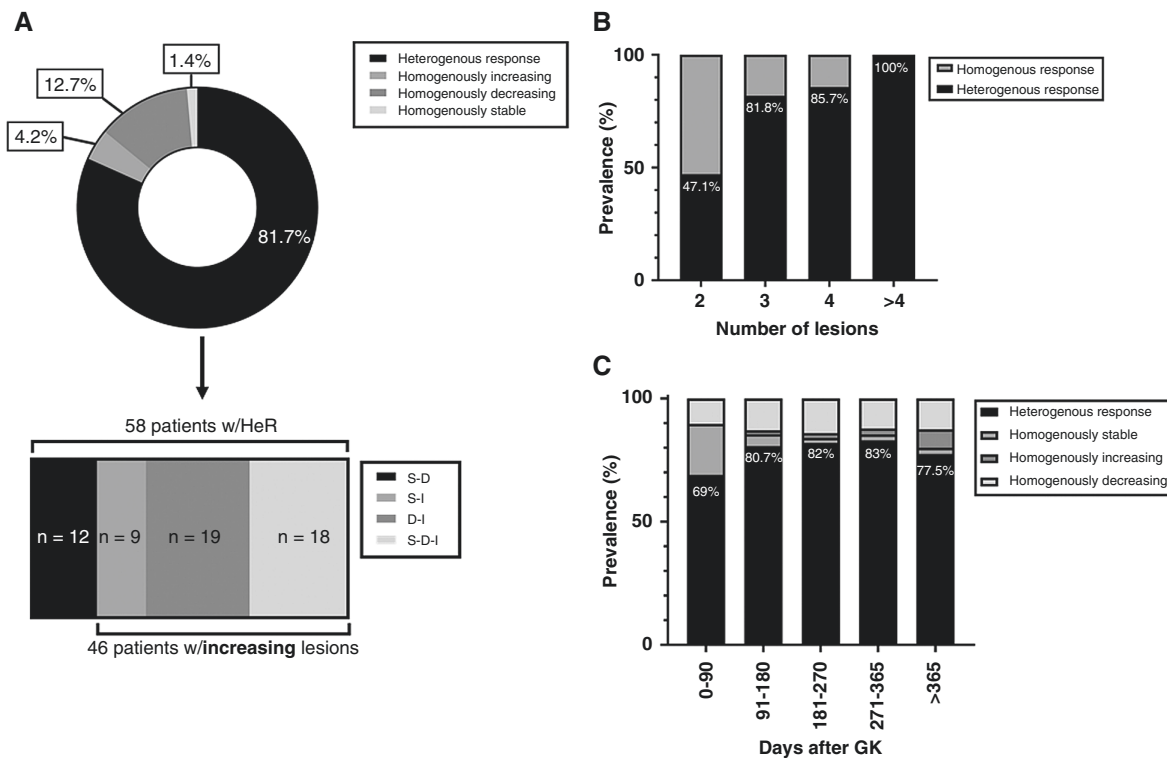 A
1.4%
12.7%
4.2%
81.7%
Heterogenous response
Homogenously increasing
Homogenously decreasing
Homogenously stable
58 patients w/HeR
n = 12
n = 9
n = 19
n = 18
S-D
S-I
D-I
S-D-I
46 patients w/increasing lesions
B
Prevalence (%)
100
50
0
47.1%
81.8%
85.7%
100%
2
3
4
>4
Number of lesions
Homogenous response
Heterogenous response
C
Prevalence (%)
100
50
0
69%
80.7%
82%
83%
77.5%
0-90
91-180
181-270
271-365
>365
Days after GK
Heterogenous response
Homogenously stable
Homogenously increasing
Homogenously decreasing